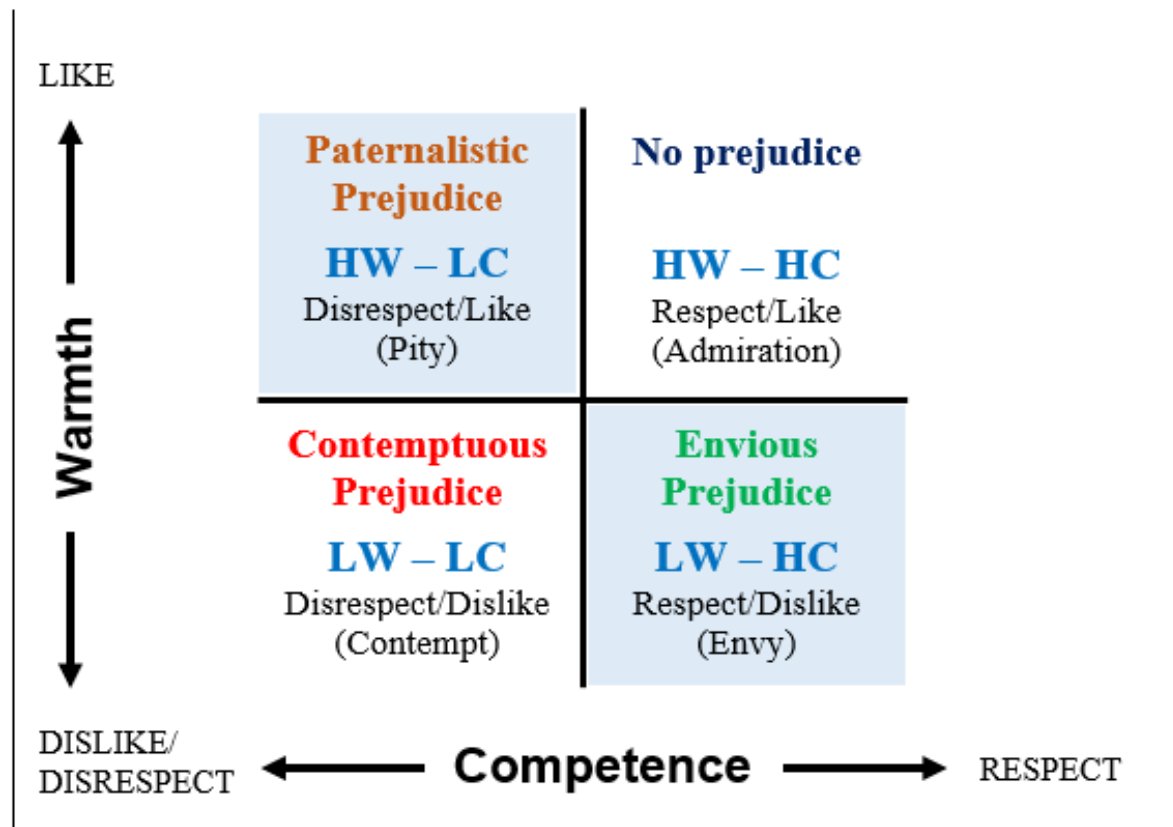 LIKE
Paternalistic
Prejudice
HW – LC
Disrespect/Like
(Pity)
No prejudice
HW – HC
Respect/Like
(Admiration)
Warmth
Contemptuous
Prejudice
LW – LC
Disrespect/Dislike
(Contempt)
Envious
Prejudice
LW – HC
Respect/Dislike
(Envy)
DISLIKE/
DISRESPECT
Competence
RESPECT